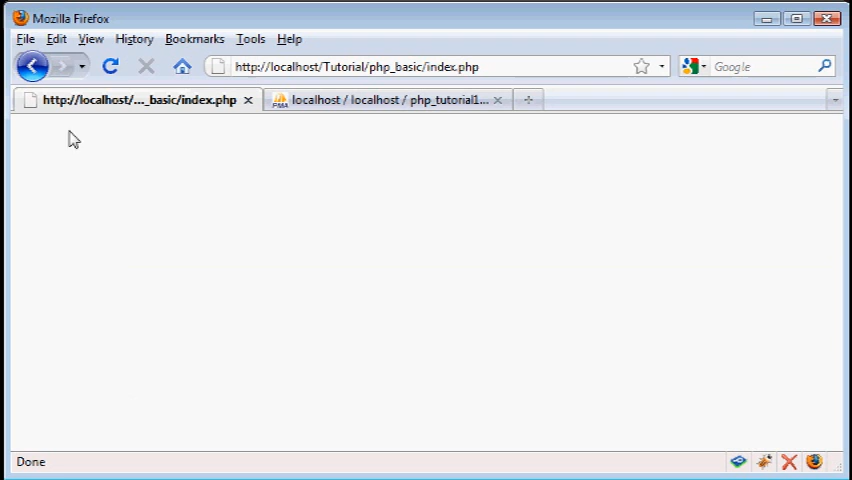 Mozilla Firefox
File Edit View History Bookmarks Tools Help
http://localhost/Tutorial/php_basic/index.php
Google
http://localhost/..._basic/index.php
PMA localhost / localhost / php_tutorial1...
Done